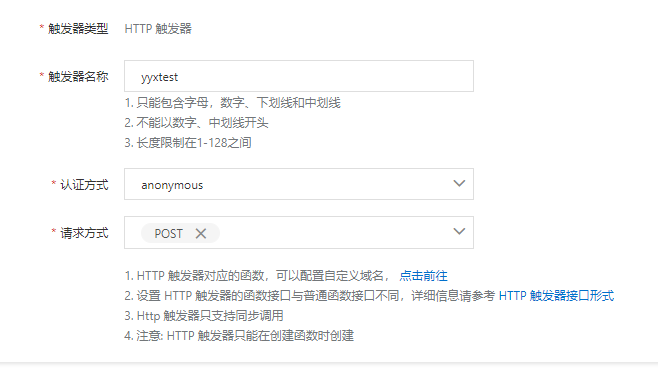 * 触发器类型 HTTP 触发器
* 触发器名称 yyxtest
1. 只能包含字母，数字、下划线和中划线
2. 不能以数字、中划线开头
3. 长度限制在1-128之间
* 认证方式 anonymous
* 请求方式 POST
1. HTTP 触发器对应的函数，可以配置自定义域名， 点击前往
2. 设置 HTTP 触发器的函数接口与普通函数接口不同，详细信息请参考 HTTP 触发器接口形式
3. Http 触发器只支持同步调用
4. 注意: HTTP 触发器只能在创建函数时创建